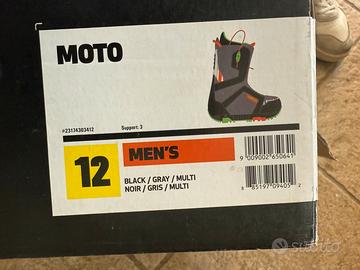 MOTO
#23174303412
Support: 3
12
MEN'S
BLACK / GRAY / MULTI
NOIR / GRIS / MULTI
9 009002 650641
8 85197 09405 2
subito